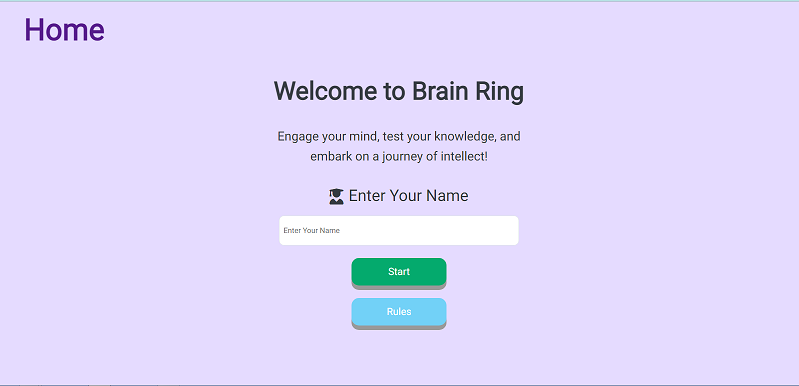 Home
Welcome to Brain Ring
Engage your mind, test your knowledge, and
embark on a journey of intellect!
Enter Your Name
Enter Your Name
Start
Rules